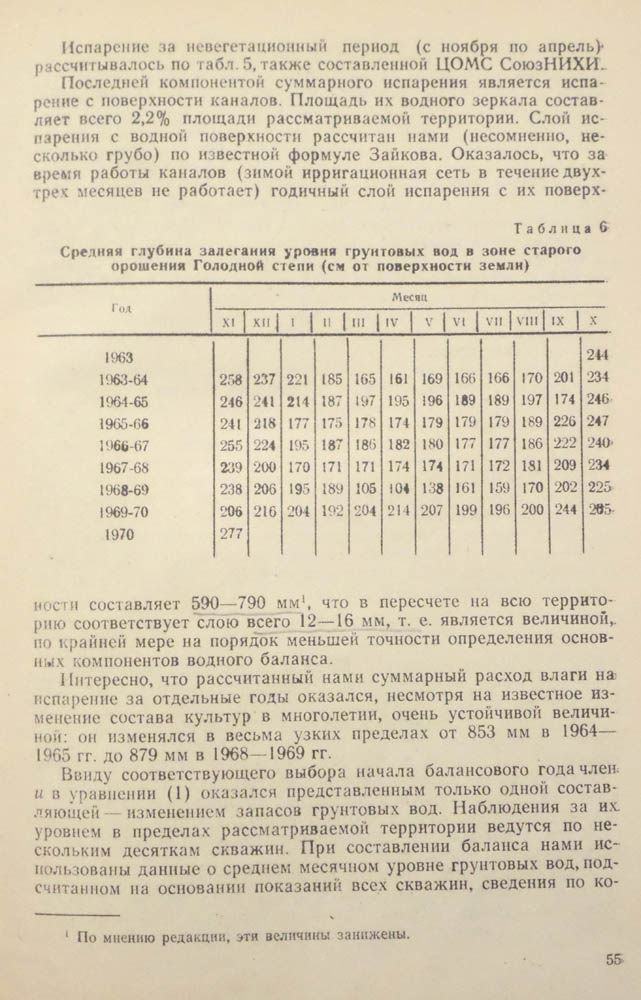 Испарение за невегетационный период (с ноября по апрель)
рассчитывалось по табл. 5, также составленной ЦОМС СоюзНИХИ.
Последней компонентой суммарного испарения является испа-
рение с поверхности каналов. Площадь их водного зеркала состав-
ляет всего 2,2% площади рассматриваемой территории. Слой ис-
парения с водной поверхности рассчитан нами (несомненно, не-
сколько грубо) по известной формуле Зайкова. Оказалось, что за
время работы каналов (зимой ирригационная сеть в течение двух-
трех месяцев не работает) годичный слой испарения с их поверх-
Таблица 6
Средняя глубина залегания уровня грунтовых вод в зоне старого
орошения Голодной степи (см от поверхности земли)
Год Месяц
XI XII I II III IV V VI VII VIII IX X
1963 244
1963-64 258 237 221 185 165 161 169 166 166 170 201 234
1964-65 246 241 214 187 197 195 196 189 189 197 174 246
1965-66 241 218 177 175 178 174 179 179 179 189 226 247
1966-67 255 224 195 187 186 182 180 177 177 186 222 240
1967-68 239 200 170 171 171 174 174 171 172 181 209 234
1968-69 238 206 195 189 105 104 138 161 159 170 202 225
1969-70 206 216 204 192 204 214 207 199 196 200 244
1970 277
ности составляет 590—790 мм¹, что в пересчете на всю террито-
рию соответствует слою всего 12—16 мм, т. е. является величиной,
по крайней мере на порядок меньшей точности определения основ-
ных компонентов водного баланса.
Интересно, что рассчитанный нами суммарный расход влаги на
испарение за отдельные годы оказался, несмотря на известное из-
менение состава культур в многолетии, очень устойчивой величи-
ной: он изменялся в весьма узких пределах от 853 мм в 1964—
1965 гг. до 879 мм в 1968—1969 гг.
Ввиду соответствующего выбора начала балансового года член
и в уравнении (1) оказался представленным только одной состав-
ляющей — изменением запасов грунтовых вод. Наблюдения за их
уровнем в пределах рассматриваемой территории ведутся по не-
скольким десяткам скважин. При составлении баланса нами ис-
пользованы данные о среднем месячном уровне грунтовых вод, под-
считанном на основании показаний всех скважин, сведения по ко-
¹ По мнению редакции, эти величины занижены.
55